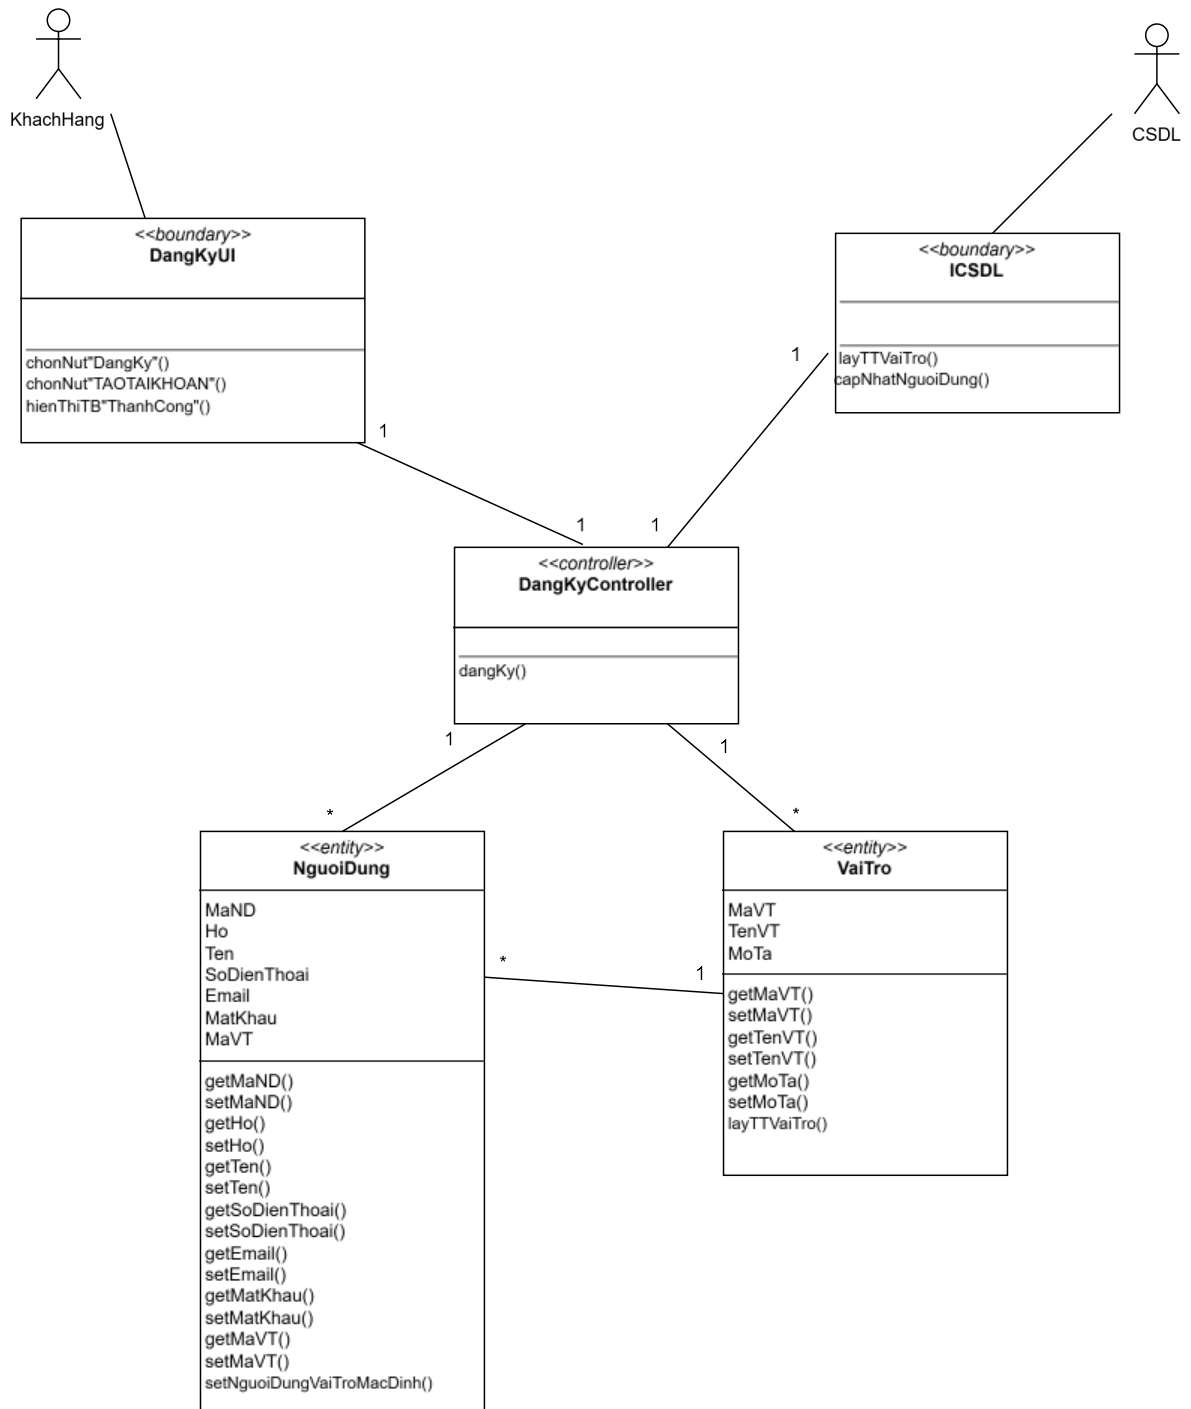 KhachHang
CSDL
<<boundary>>
DangKyUI
chonNut"DangKy"()
chonNut"TAOTAIKHOAN"()
hienThiTB"ThanhCong"()
1
<<boundary>>
ICSDL
layTTVaiTro()
capNhatNguoiDung()
1
1
1
<<controller>>
DangKyController
dangKy()
1
1
*
*
<<entity>>
NguoiDung
MaND
Ho
Ten
SoDienThoai
Email
MatKhau
MaVT
getMaND()
setMaND()
getHo()
setHo()
getTen()
setTen()
getSoDienThoai()
setSoDienThoai()
getEmail()
setEmail()
getMatKhau()
setMatKhau()
getMaVT()
setMaVT()
setNguoiDungVaiTroMacDinh()
*
1
<<entity>>
VaiTro
MaVT
TenVT
MoTa
getMaVT()
setMaVT()
getTenVT()
setTenVT()
getMoTa()
setMoTa()
layTTVaiTro()